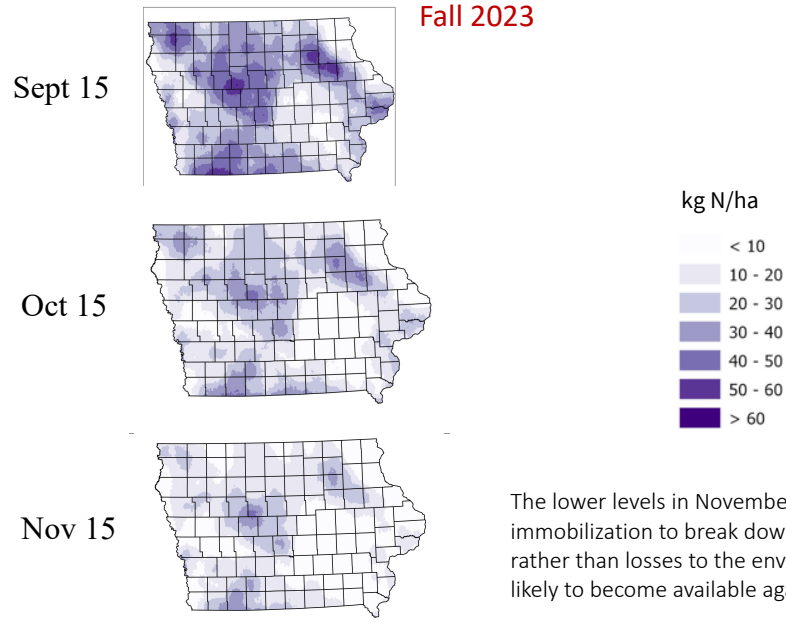 Fall 2023
Sept 15
Oct 15
Nov 15
kg N/ha
< 10
10 - 20
20 - 30
30 - 40
40 - 50
50 - 60
> 60
The lower levels in Novembe
immobilization to break dow
rather than losses to the env
likely to become available aga